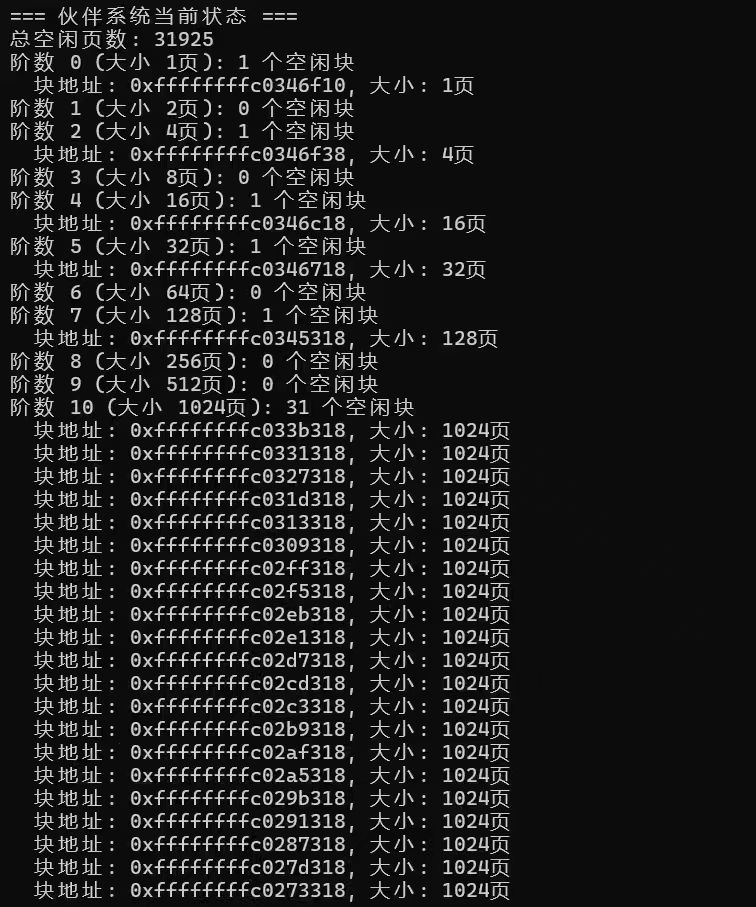 === 伙伴系统当前状态 ===
总空闲页数: 31925
阶数 0 (大小 1页): 1 个空闲块
块地址: 0xffffffffc0346f10, 大小: 1页
阶数 1 (大小 2页): 0 个空闲块
阶数 2 (大小 4页): 1 个空闲块
块地址: 0xffffffffc0346f38, 大小: 4页
阶数 3 (大小 8页): 0 个空闲块
阶数 4 (大小 16页): 1 个空闲块
块地址: 0xffffffffc0346c18, 大小: 16页
阶数 5 (大小 32页): 1 个空闲块
块地址: 0xffffffffc0346718, 大小: 32页
阶数 6 (大小 64页): 0 个空闲块
阶数 7 (大小 128页): 1 个空闲块
块地址: 0xffffffffc0345318, 大小: 128页
阶数 8 (大小 256页): 0 个空闲块
阶数 9 (大小 512页): 0 个空闲块
阶数 10 (大小 1024页): 31 个空闲块
块地址: 0xffffffffc033b318, 大小: 1024页
块地址: 0xffffffffc0331318, 大小: 1024页
块地址: 0xffffffffc0327318, 大小: 1024页
块地址: 0xffffffffc031d318, 大小: 1024页
块地址: 0xffffffffc0313318, 大小: 1024页
块地址: 0xffffffffc0309318, 大小: 1024页
块地址: 0xffffffffc02ff318, 大小: 1024页
块地址: 0xffffffffc02f5318, 大小: 1024页
块地址: 0xffffffffc02eb318, 大小: 1024页
块地址: 0xffffffffc02e1318, 大小: 1024页
块地址: 0xffffffffc02d7318, 大小: 1024页
块地址: 0xffffffffc02cd318, 大小: 1024页
块地址: 0xffffffffc02c3318, 大小: 1024页
块地址: 0xffffffffc02b9318, 大小: 1024页
块地址: 0xffffffffc02af318, 大小: 1024页
块地址: 0xffffffffc02a5318, 大小: 1024页
块地址: 0xffffffffc029b318, 大小: 1024页
块地址: 0xffffffffc0291318, 大小: 1024页
块地址: 0xffffffffc0287318, 大小: 1024页
块地址: 0xffffffffc027d318, 大小: 1024页
块地址: 0xffffffffc0273318, 大小: 1024页